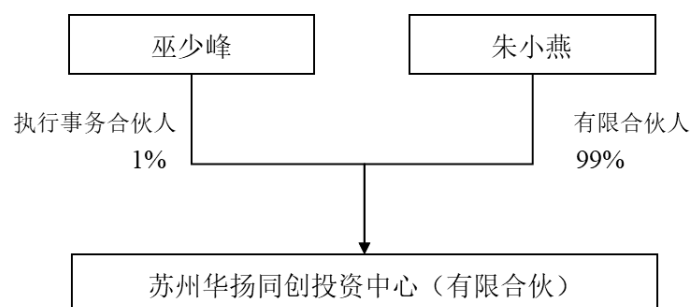 巫少峰
朱小燕
执行事务合伙人
1%
有限合伙人
99%
苏州华扬同创投资中心（有限合伙）